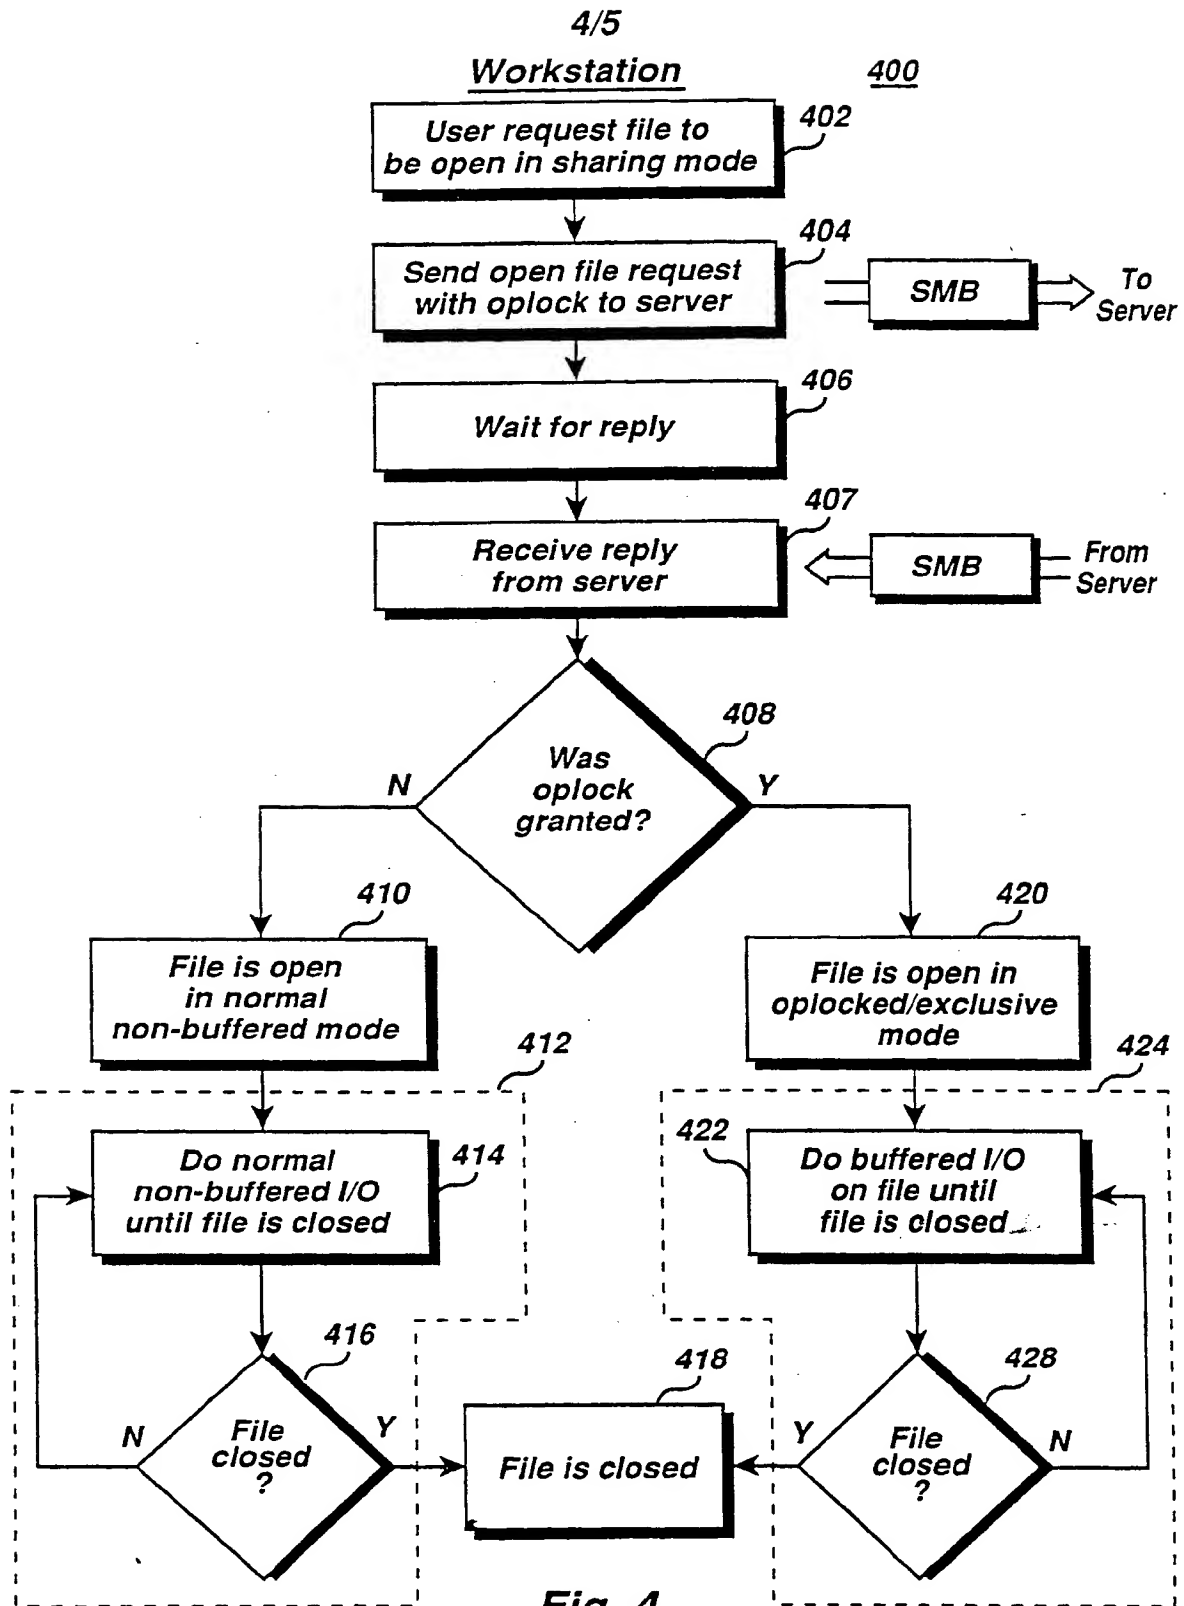 4/5
Workstation
400
User request file to
be open in sharing mode
402
Send open file request
with oplock to server
404
SMB
To
Server
Wait for reply
406
Receive reply
from server
407
SMB
From
Server
Was
oplock
granted?
408
N
Y
410
File is open
in normal
non-buffered mode
420
File is open in
oplocked/exclusive
mode
412
424
Do normal
non-buffered I/O
until file is closed
414
422
Do buffered I/O
on file until
file is closed
416
File
closed
?
N
Y
418
File is closed
428
File
closed
?
Y
N
Fig. 4